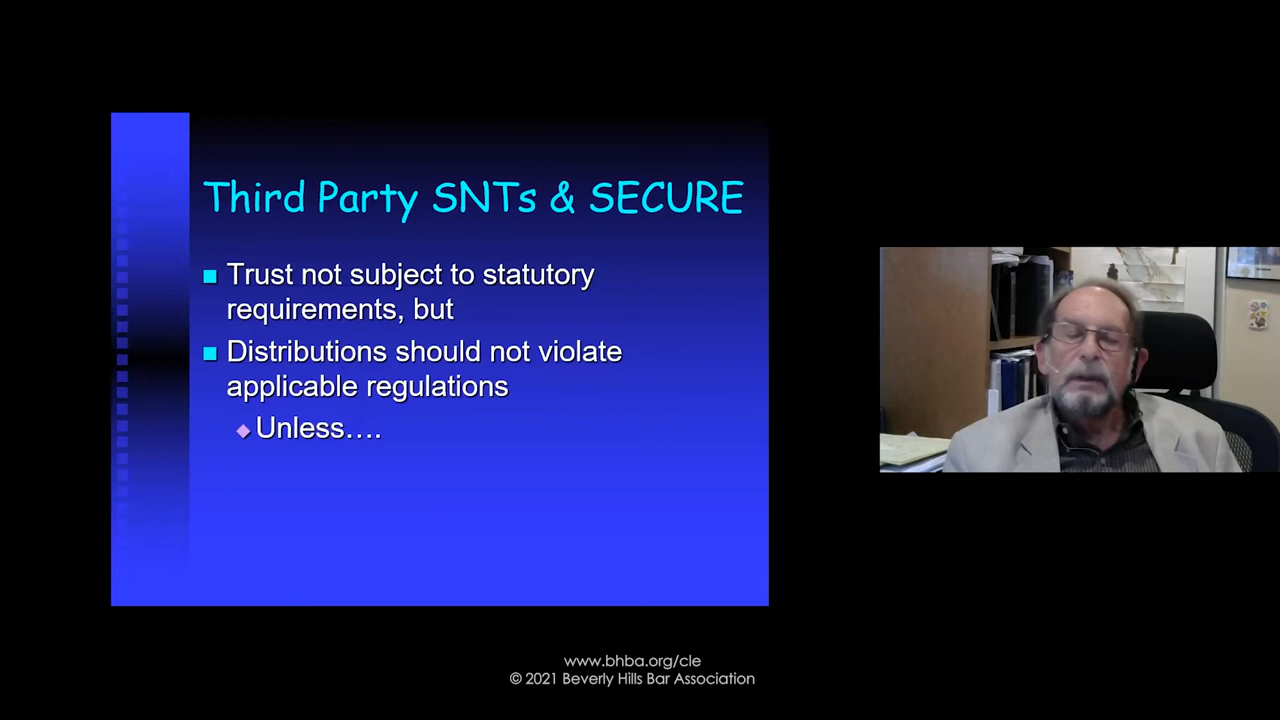 Third Party SNTs & SECURE
Trust not subject to statutory
requirements, but
Distributions should not violate
applicable regulations
Unless….
www.bhba.org/cle
© 2021 Beverly Hills Bar Association